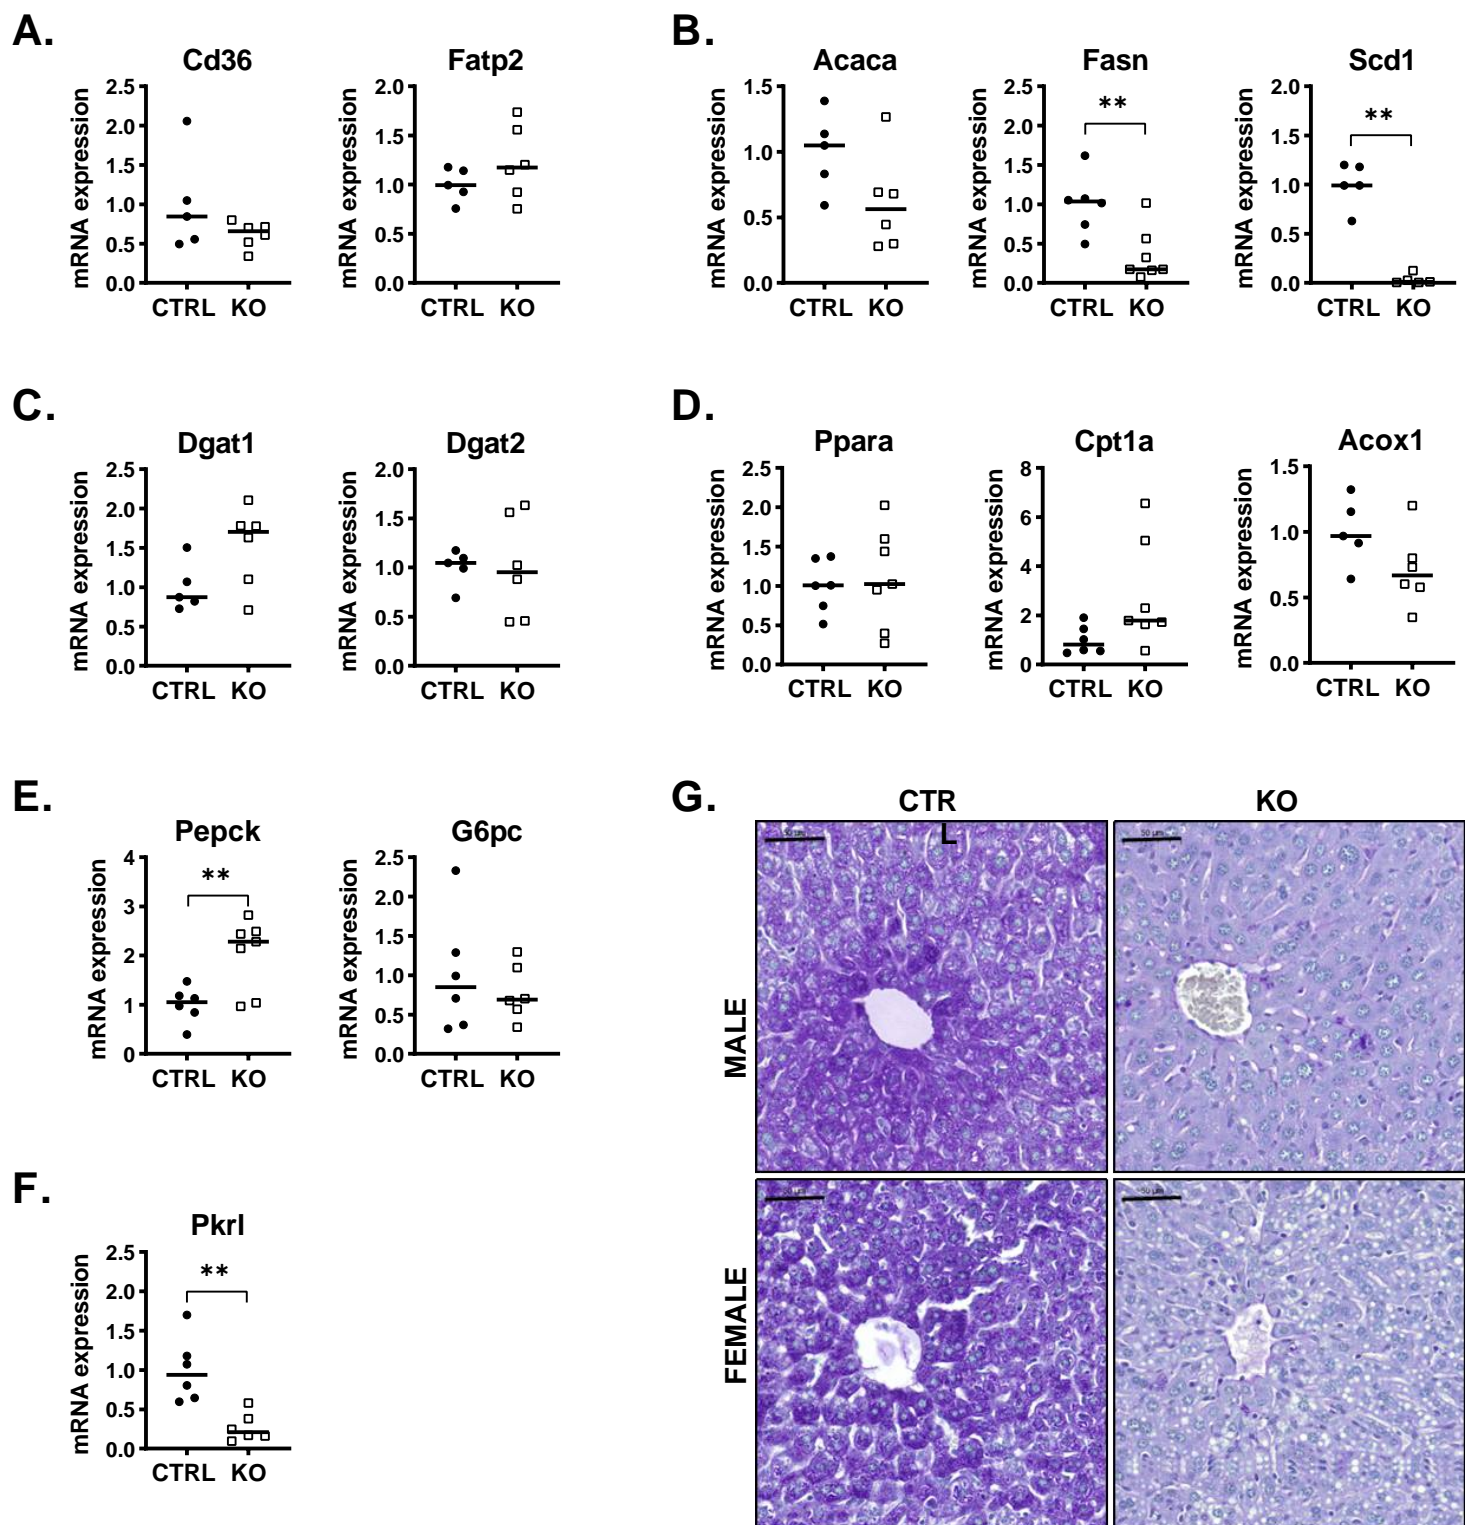 A.
Cd36
mRNA expression
2.5
2.0
1.5
1.0
0.5
0.0
CTRL KO
Fatp2
mRNA expression
2.0
1.5
1.0
0.5
0.0
CTRL KO
B.
Acaca
mRNA expression
1.5
1.0
0.5
0.0
CTRL KO
Fasn
mRNA expression
2.5
2.0
1.5
1.0
0.5
0.0
**
CTRL KO
Scd1
mRNA expression
2.0
1.5
1.0
0.5
0.0
**
CTRL KO
C.
Dgat1
mRNA expression
2.5
2.0
1.5
1.0
0.5
0.0
CTRL KO
Dgat2
mRNA expression
2.0
1.5
1.0
0.5
0.0
CTRL KO
D.
Ppara
mRNA expression
2.5
2.0
1.5
1.0
0.5
0.0
CTRL KO
Cpt1a
mRNA expression
8
6
4
2
0
CTRL KO
Acox1
mRNA expression
1.5
1.0
0.5
0.0
CTRL KO
E.
Pepck
mRNA expression
4
3
2
1
0
**
CTRL KO
G6pc
mRNA expression
2.5
2.0
1.5
1.0
0.5
0.0
CTRL KO
F.
Pkrl
mRNA expression
2.5
2.0
1.5
1.0
0.5
0.0
**
CTRL KO
G.
CTR
L
KO
MALE
50 µm
50 µm
FEMALE
50 µm
50 µm